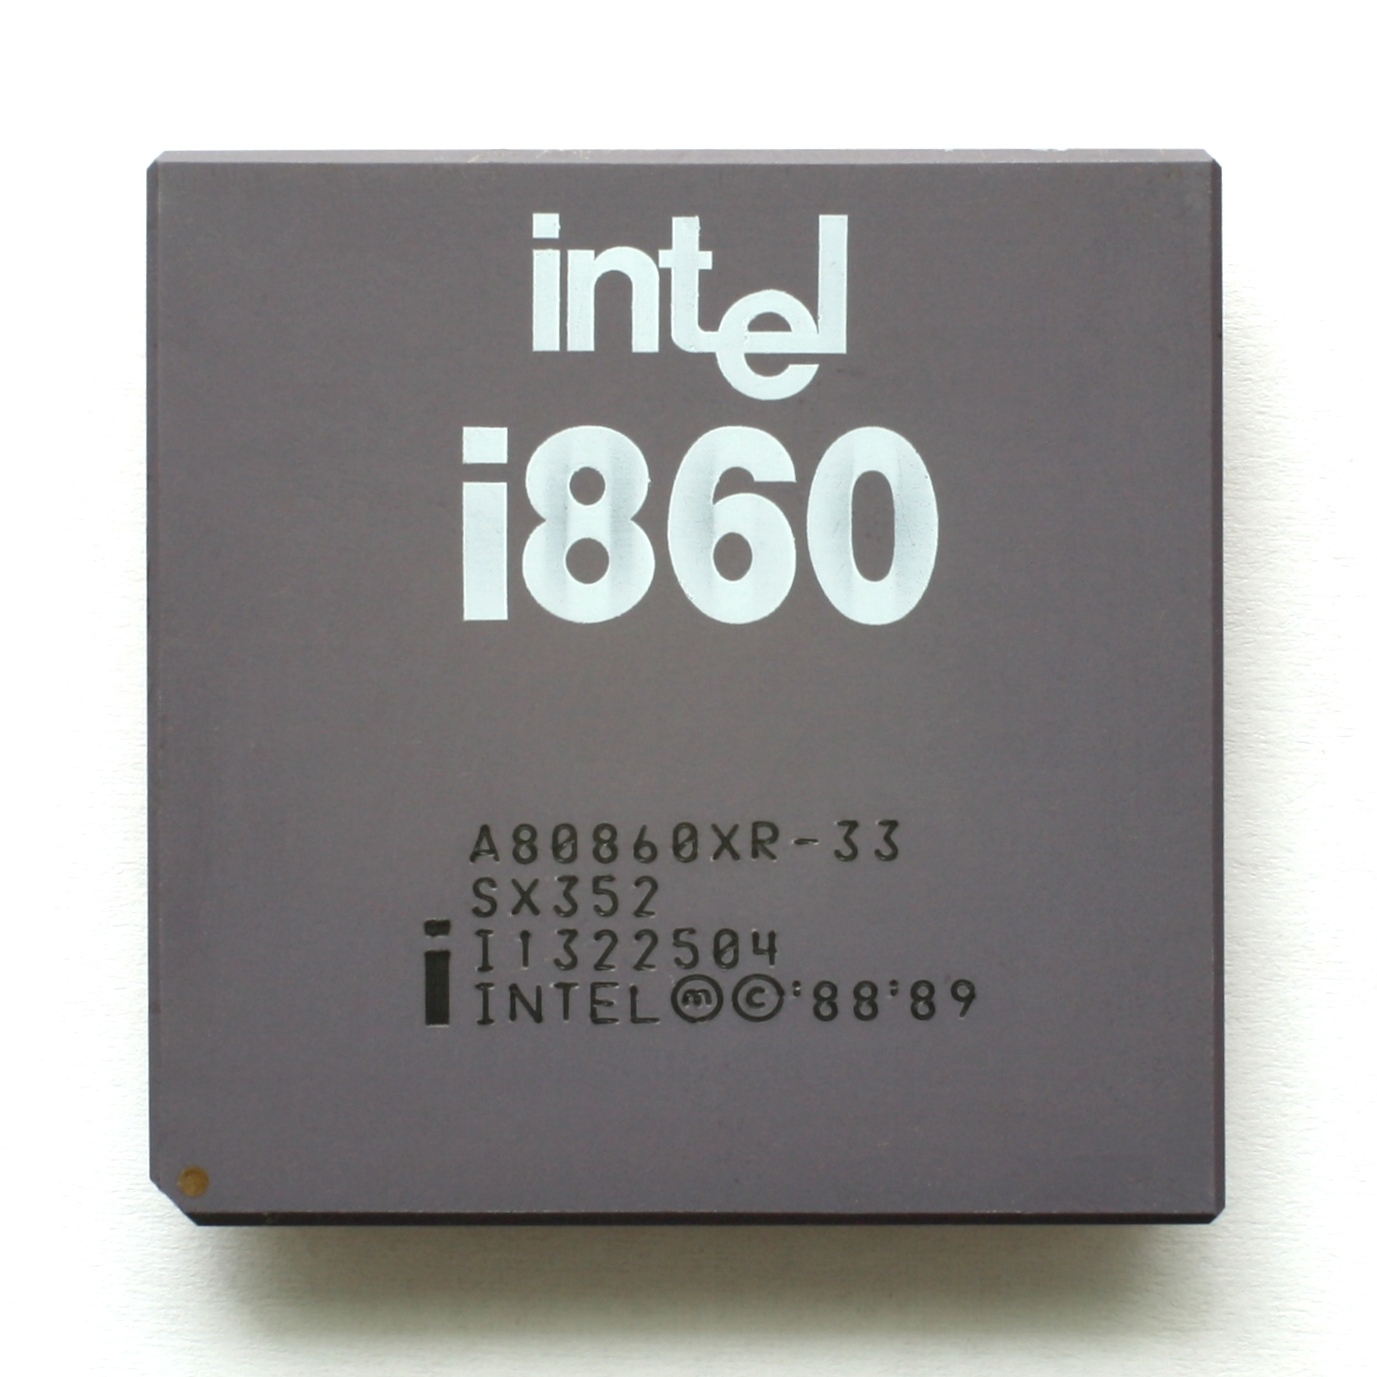 intel
i860
A80860XR-33
SX352
I1322504
i INTEL ⓜ © '88'89